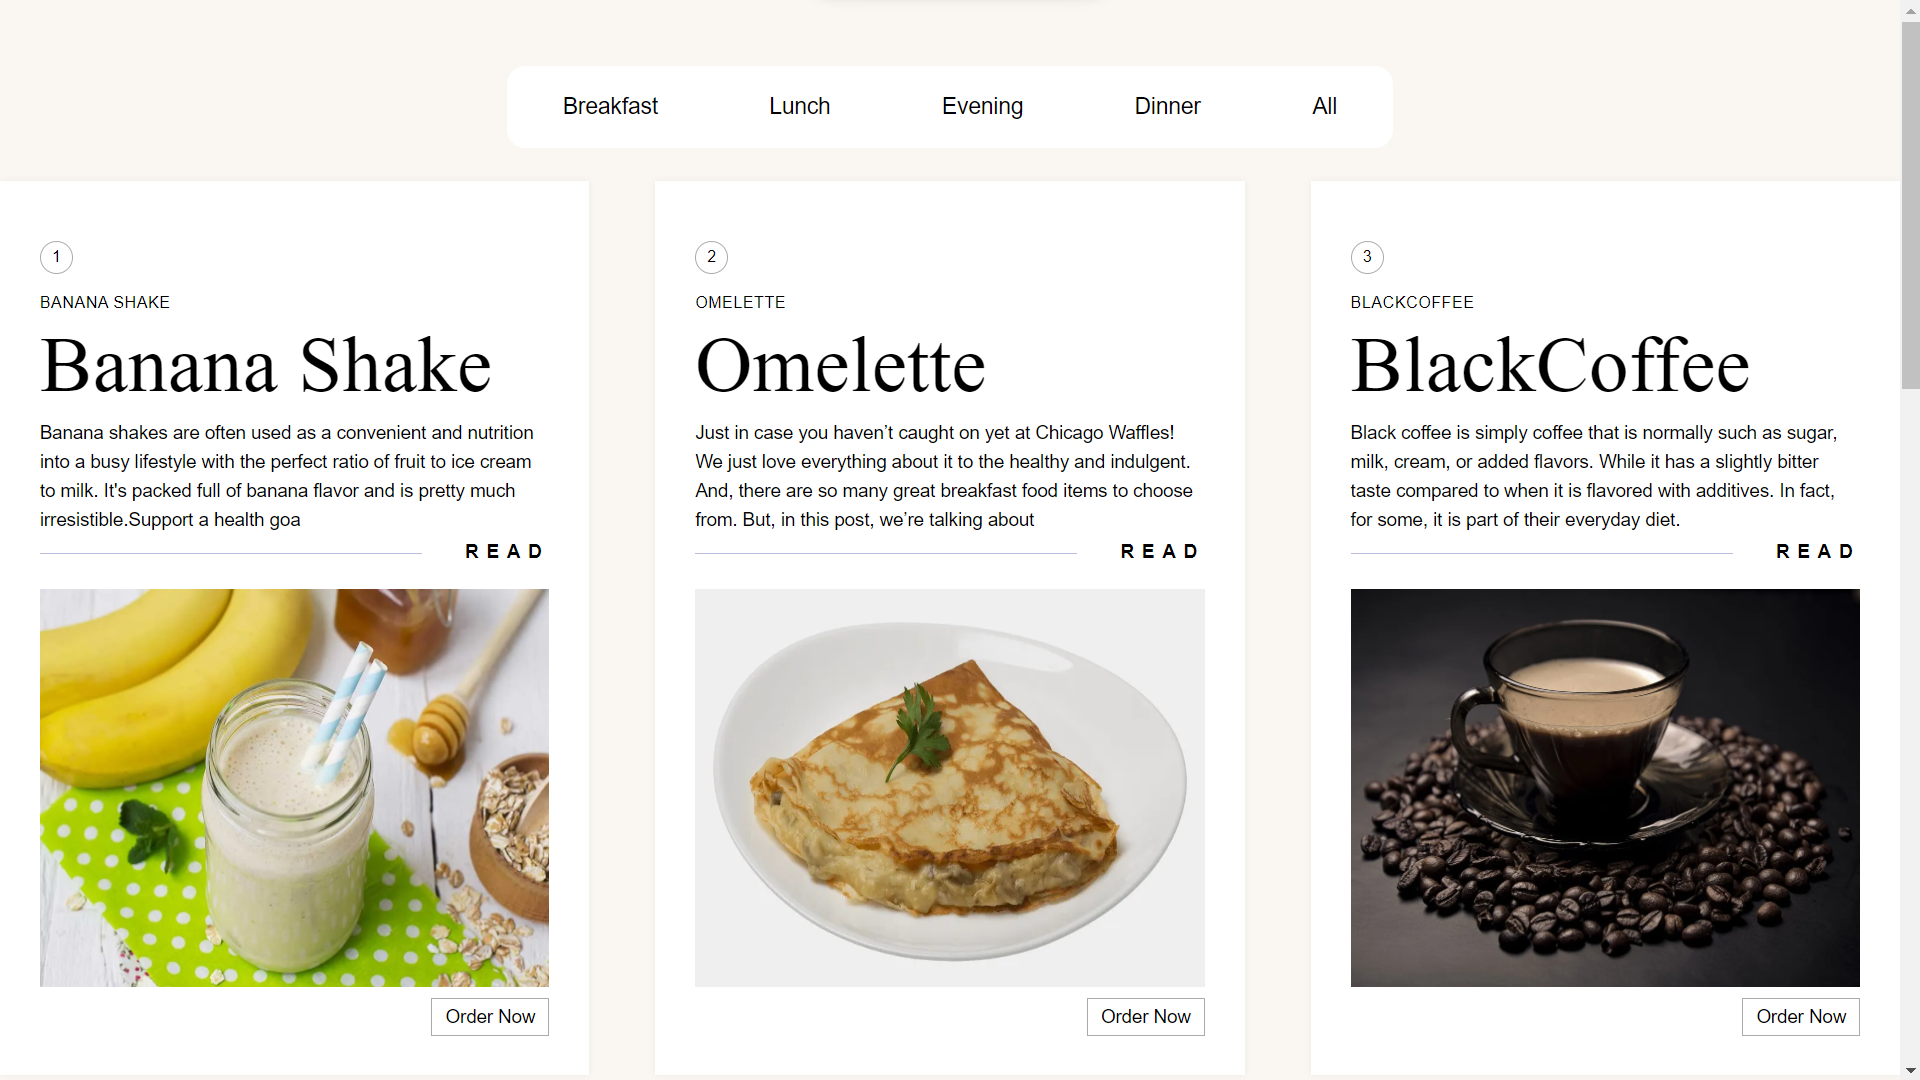 Breakfast Lunch Evening Dinner All
1
BANANA SHAKE
Banana Shake
Banana shakes are often used as a convenient and nutrition
into a busy lifestyle with the perfect ratio of fruit to ice cream
to milk. It's packed full of banana flavor and is pretty much
irresistible.Support a health goa
READ
Order Now
2
OMELETTE
Omelette
Just in case you haven’t caught on yet at Chicago Waffles!
We just love everything about it to the healthy and indulgent.
And, there are so many great breakfast food items to choose
from. But, in this post, we’re talking about
READ
Order Now
3
BLACKCOFFEE
BlackCoffee
Black coffee is simply coffee that is normally such as sugar,
milk, cream, or added flavors. While it has a slightly bitter
taste compared to when it is flavored with additives. In fact,
for some, it is part of their everyday diet.
READ
Order Now